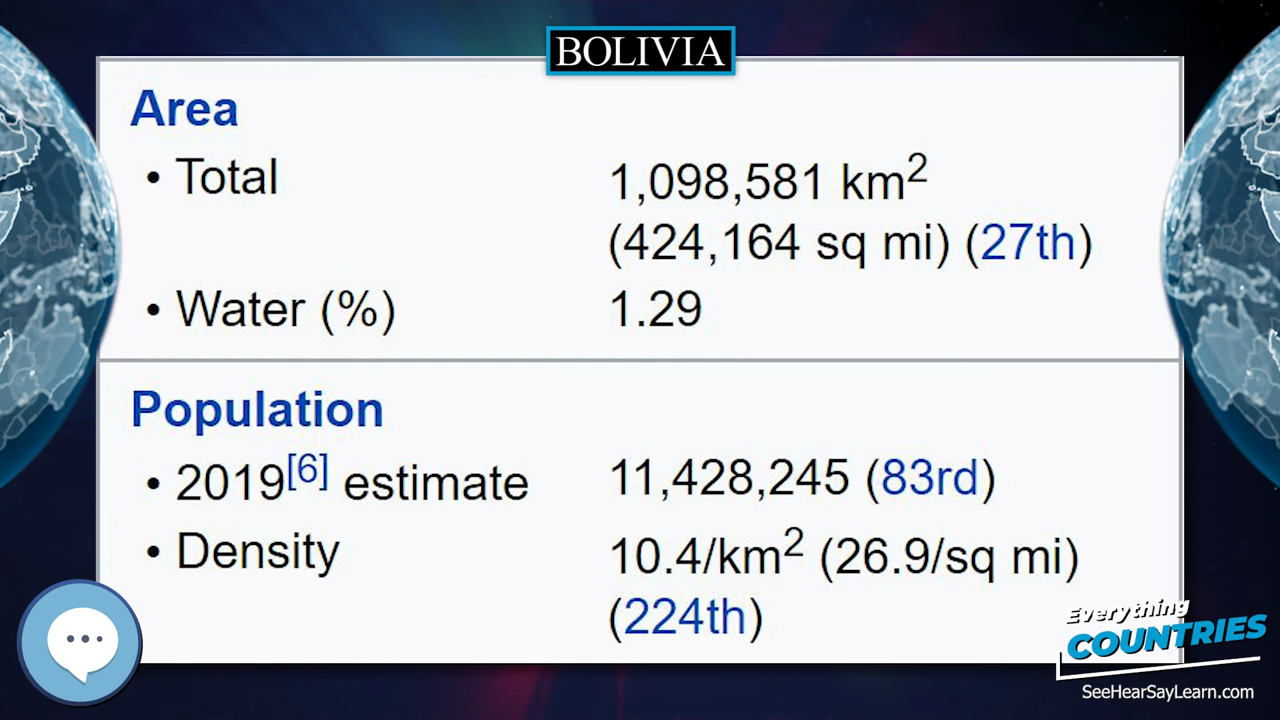 BOLIVIA
Area
• Total 1,098,581 km²
(424,164 sq mi) (27th)
• Water (%) 1.29
Population
• 2019[6] estimate 11,428,245 (83rd)
• Density 10.4/km² (26.9/sq mi)
(224th)
Everything
COUNTRIES
SeeHearSayLearn.com